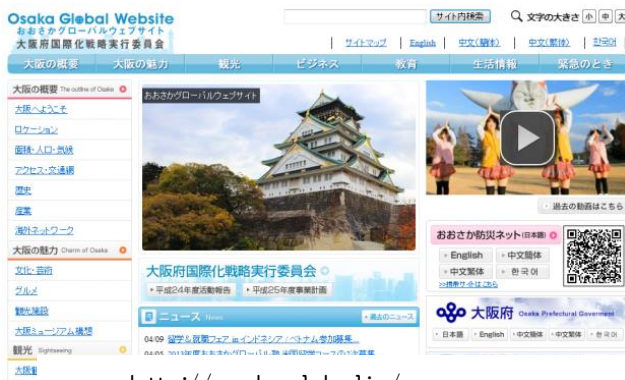 Osaka Global Website
おおさかグローバルウェブサイト
大阪府国際化戦略実行委員会
サイト内検索
文字の大きさ 小 中 大
サイトマップ English 中文(簡体) 中文(繁体) 한국어
大阪の概要 大阪の魅力 観光 ビジネス 教育 生活情報 緊急のとき
大阪の概要 The outline of Osaka
大阪へようこそ
ロケーション
面積・人口・気候
アクセス・交通網
歴史
産業
海外ネットワーク
大阪の魅力 Charm of Osaka
文化・芸術
グルメ
観光施設
大阪ミュージアム構想
観光 Sightseeing
おおさかグローバルウェブサイト
大阪府国際化戦略実行委員会
平成24年度活動報告 平成25年度事業計画
ニュース News 過去のニュース
04/09 留学&就職フェア inインドネシア/ベトナム参加募集...
過去の動画はこちら
おおさか防災ネット(日本語)
English 中文簡体
中文繁体 한국어
>>携帯サイトはこちら
大阪府 Osaka Prefectural Government
日本語 English 中文簡体 中文繁体 한국어